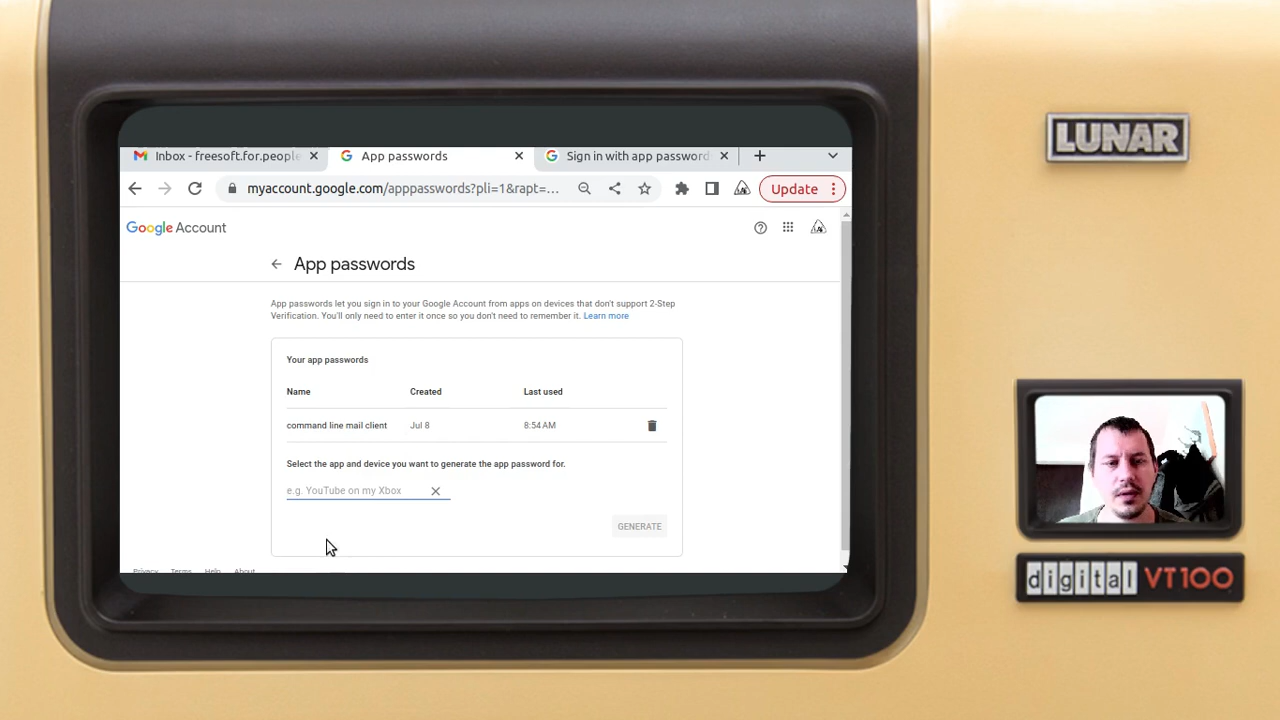 Inbox - freesoft.for.people
App passwords
Sign in with app password
myaccount.google.com/apppasswords?pli=1&rapt=...
Update
Google Account
App passwords
App passwords let you sign in to your Google Account from apps on devices that don't support 2-Step
Verification. You'll only need to enter it once so you don't need to remember it. Learn more
Your app passwords
Name Created Last used
command line mail client Jul 8 8:54 AM
Select the app and device you want to generate the app password for.
e.g. YouTube on my Xbox
GENERATE
Privacy Terms Help About
LUNAR
digital VT100